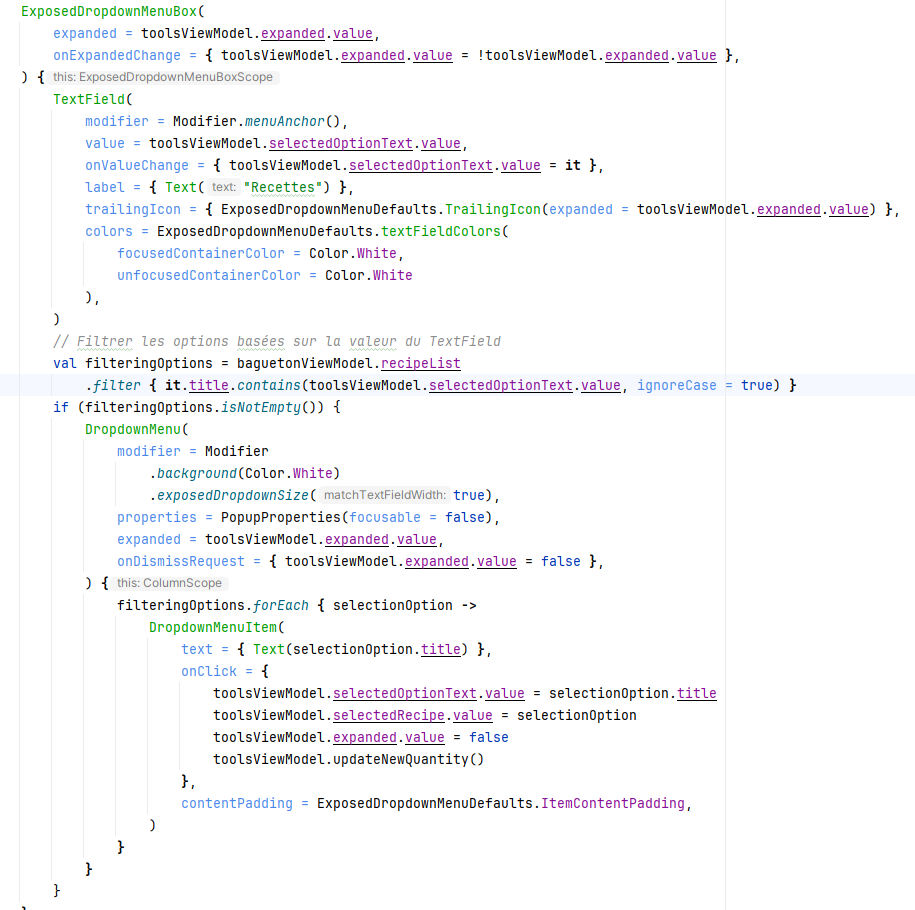 ExposedDropdownMenuBox(
    expanded = toolsViewModel.expanded.value,
    onExpandedChange = { toolsViewModel.expanded.value = !toolsViewModel.expanded.value },
) { this: ExposedDropdownMenuBoxScope
    TextField(
        modifier = Modifier.menuAnchor(),
        value = toolsViewModel.selectedOptionText.value,
        onValueChange = { toolsViewModel.selectedOptionText.value = it },
        label = { Text( text: "Recettes") },
        trailingIcon = { ExposedDropdownMenuDefaults.TrailingIcon(expanded = toolsViewModel.expanded.value) },
        colors = ExposedDropdownMenuDefaults.textFieldColors(
            focusedContainerColor = Color.White,
            unfocusedContainerColor = Color.White
        ),
    )
    // Filtrer les options basées sur la valeur du TextField
    val filteringOptions = baguetonViewModel.recipeList
        .filter { it.title.contains(toolsViewModel.selectedOptionText.value, ignoreCase = true) }
    if (filteringOptions.isNotEmpty()) {
        DropdownMenu(
            modifier = Modifier
                .background(Color.White)
                .exposedDropdownSize( matchTextFieldWidth: true),
            properties = PopupProperties(focusable = false),
            expanded = toolsViewModel.expanded.value,
            onDismissRequest = { toolsViewModel.expanded.value = false },
        ) { this: ColumnScope
            filteringOptions.forEach { selectionOption ->
                DropdownMenuItem(
                    text = { Text(selectionOption.title) },
                    onClick = {
                        toolsViewModel.selectedOptionText.value = selectionOption.title
                        toolsViewModel.selectedRecipe.value = selectionOption
                        toolsViewModel.expanded.value = false
                        toolsViewModel.updateNewQuantity()
                    },
                    contentPadding = ExposedDropdownMenuDefaults.ItemContentPadding,
                )
            }
        }
    }